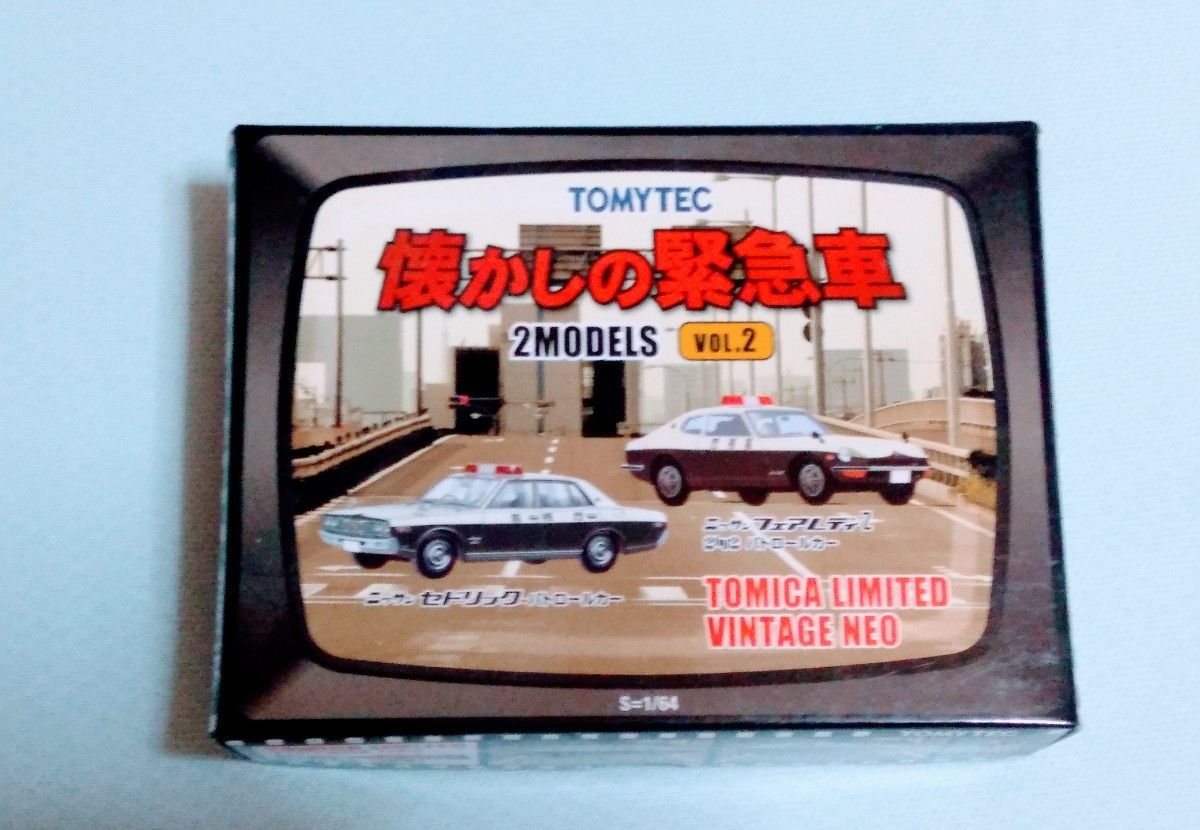 TOMYTEC
懐かしの緊急車
2MODELS VOL.2
ニッサン フェアレディZ
2by2 パトロールカー
ニッサン セドリック パトロールカー
TOMICA LIMITED
VINTAGE NEO
S=1/64
TOMYTEC